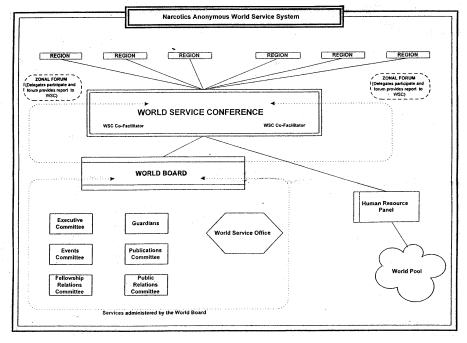 Narcotics Anonymous World Service System
REGION REGION REGION REGION REGION REGION
ZONAL FORUM
(Delegates participate and
forum provides report to
WSC)
ZONAL FORUM
(Delegates participate and
forum provides report to
WSC)
WORLD SERVICE CONFERENCE
WSC Co-Facilitator WSC Co-Facilitator
WORLD BOARD
Human Resource
Panel
Executive
Committee
Guardians
World Service Office
Events
Committee
Publications
Committee
World Pool
Fellowship
Relations
Committee
Public
Relations
Committee
Services administered by the World Board